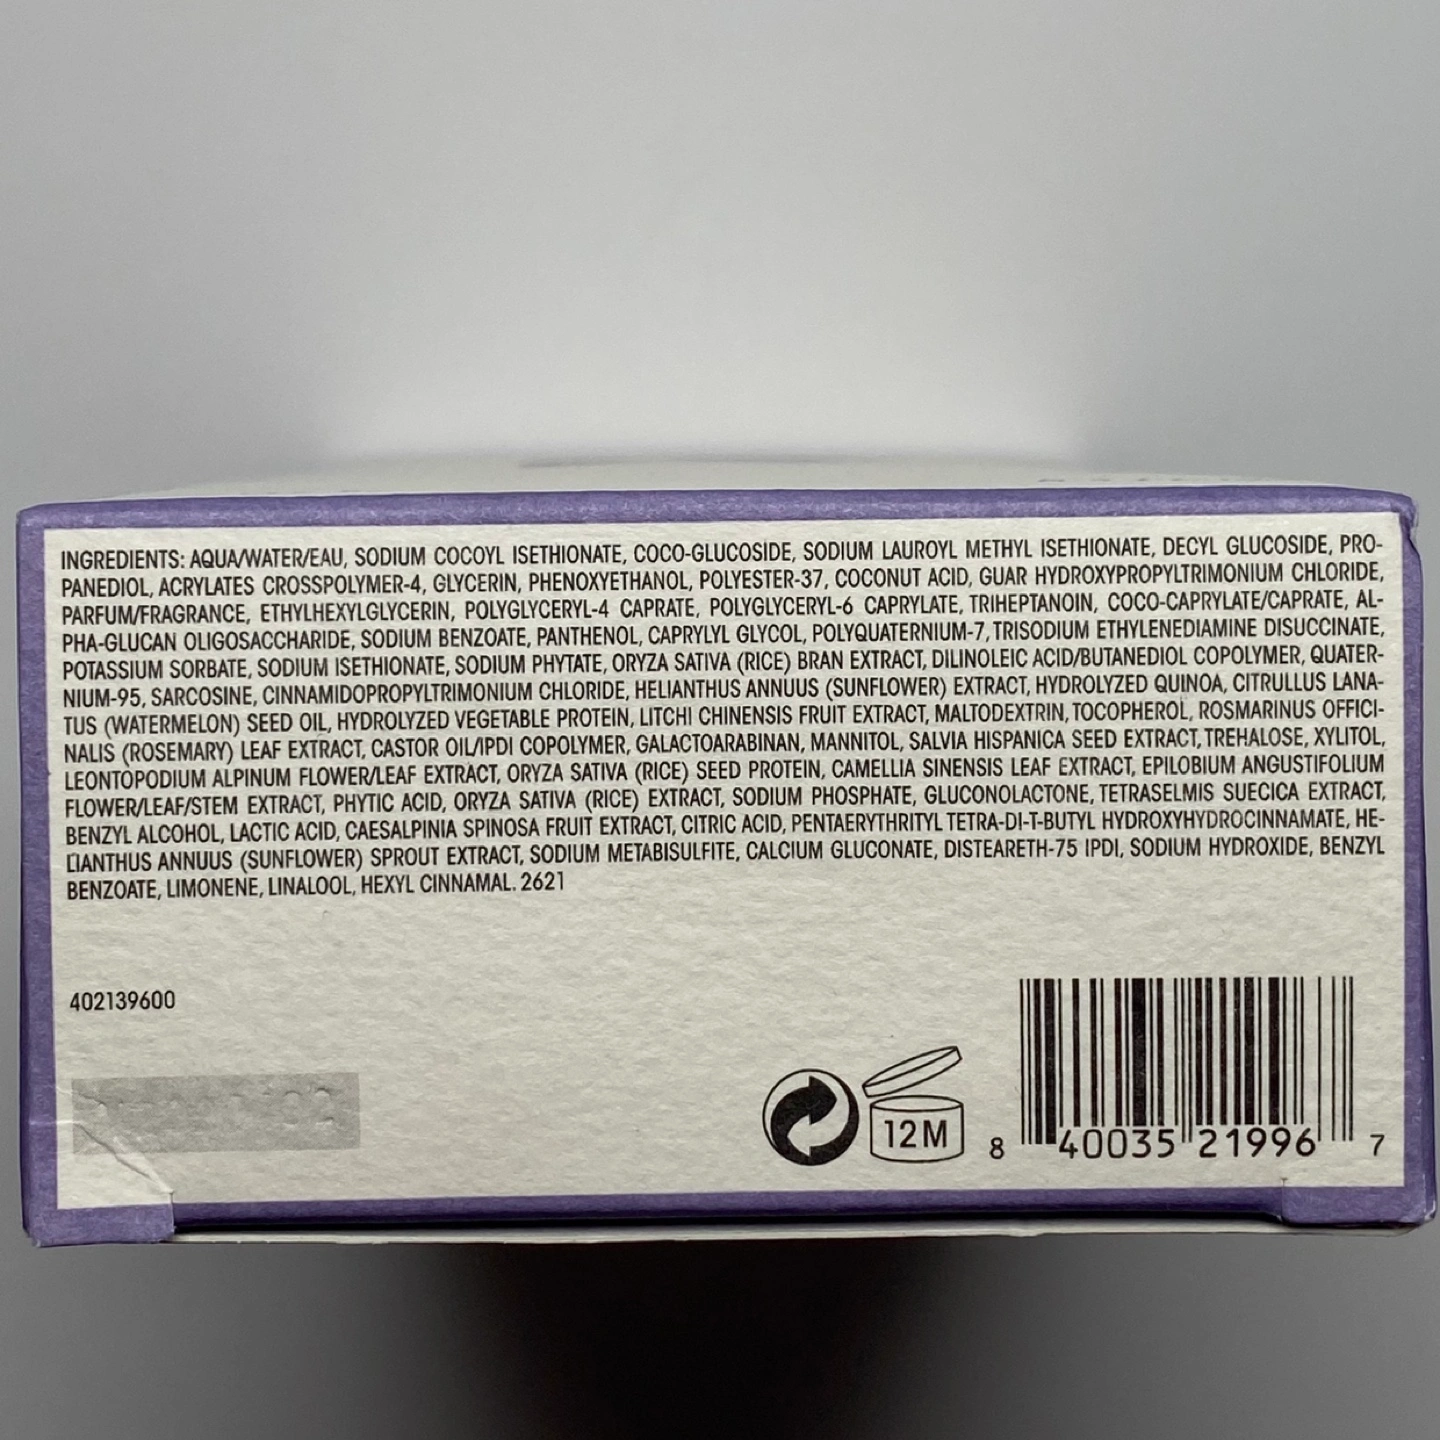 INGREDIENTS: AQUA/WATER/EAU, SODIUM COCOYL ISETHIONATE, COCO-GLUCOSIDE, SODIUM LAUROYL METHYL ISETHIONATE, DECYL GLUCOSIDE, PRO-
PANEDIOL, ACRYLATES CROSSPOLYMER-4, GLYCERIN, PHENOXYETHANOL, POLYESTER-37, COCONUT ACID, GUAR HYDROXYPROPYLTRIMONIUM CHLORIDE,
PARFUM/FRAGRANCE, ETHYLHEXYLGLYCERIN, POLYGLYCERYL-4 CAPRATE, POLYGLYCERYL-6 CAPRYLATE, TRIHEPTANOIN, COCO-CAPRYLATE/CAPRATE, AL-
PHA-GLUCAN OLIGOSACCHARIDE, SODIUM BENZOATE, PANTHENOL, CAPRYLYL GLYCOL, POLYQUATERNIUM-7, TRISODIUM ETHYLENEDIAMINE DISUCCINATE,
POTASSIUM SORBATE, SODIUM ISETHIONATE, SODIUM PHYTATE, ORYZA SATIVA (RICE) BRAN EXTRACT, DILINOLEIC ACID/BUTANEDIOL COPOLYMER, QUATER-
NIUM-95, SARCOSINE, CINNAMIDOPROPYLTRIMONIUM CHLORIDE, HELIANTHUS ANNUUS (SUNFLOWER) EXTRACT, HYDROLYZED QUINOA, CITRULLUS LANA-
TUS (WATERMELON) SEED OIL, HYDROLYZED VEGETABLE PROTEIN, LITCHI CHINENSIS FRUIT EXTRACT, MALTODEXTRIN, TOCOPHEROL, ROSMARINUS OFFICI-
NALIS (ROSEMARY) LEAF EXTRACT, CASTOR OIL/IPDI COPOLYMER, GALACTOARABINAN, MANNITOL, SALVIA HISPANICA SEED EXTRACT, TREHALOSE, XYLITOL,
LEONTOPODIUM ALPINUM FLOWER/LEAF EXTRACT, ORYZA SATIVA (RICE) SEED PROTEIN, CAMELLIA SINENSIS LEAF EXTRACT, EPILOBIUM ANGUSTIFOLIUM
FLOWER/LEAF/STEM EXTRACT, PHYTIC ACID, ORYZA SATIVA (RICE) EXTRACT, SODIUM PHOSPHATE, GLUCONOLACTONE, TETRASELMIS SUECICA EXTRACT,
BENZYL ALCOHOL, LACTIC ACID, CAESALPINIA SPINOSA FRUIT EXTRACT, CITRIC ACID, PENTAERYTHRITYL TETRA-DI-T-BUTYL HYDROXYHYDROCINNAMATE, HE-
LIANTHUS ANNUUS (SUNFLOWER) SPROUT EXTRACT, SODIUM METABISULFITE, CALCIUM GLUCONATE, DISTEARETH-75 IPDI, SODIUM HYDROXIDE, BENZYL
BENZOATE, LIMONENE, LINALOOL, HEXYL CINNAMAL. 2621
402139600
12M
8 40035 21996 7